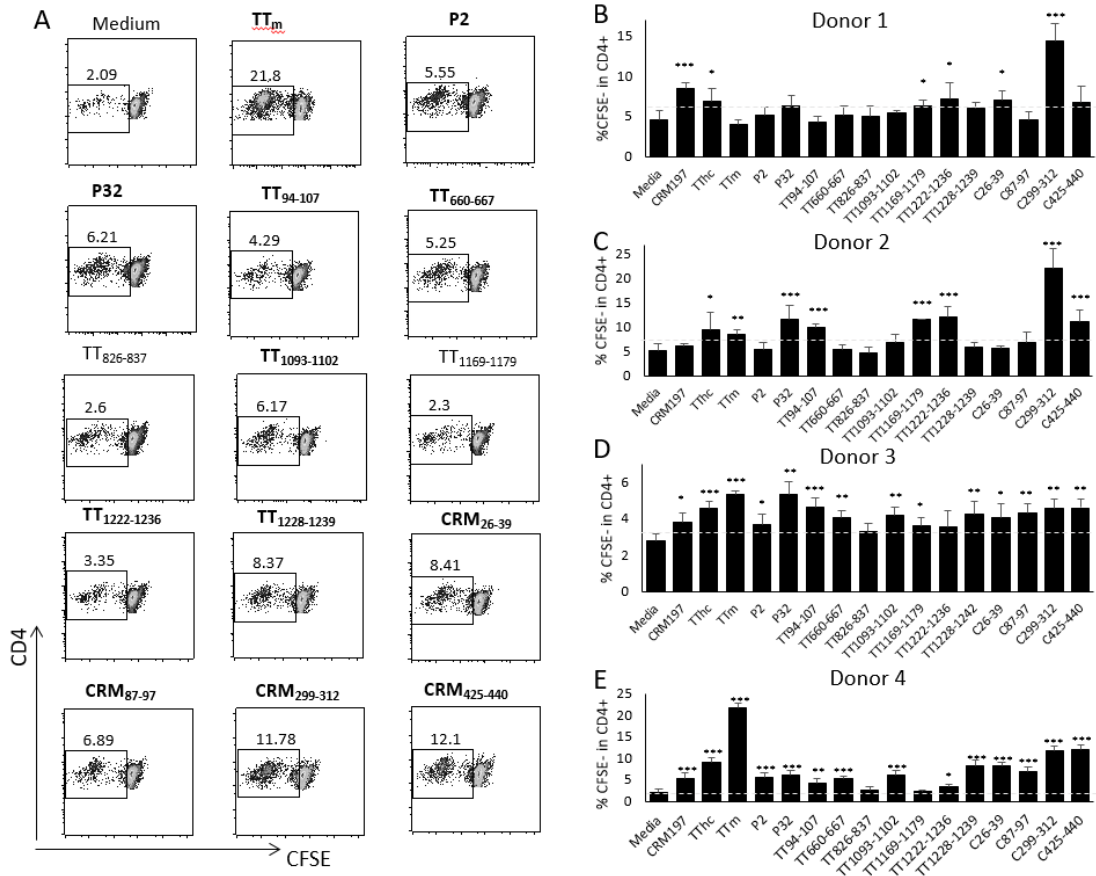 A
Medium
TTm
P2
2.09
21.8
5.55
P32
TT94-107
TT660-667
6.21
4.29
5.25
TT826-837
TT1093-1102
TT1169-1179
2.6
6.17
2.3
TT1222-1236
TT1228-1239
CRM26-39
3.35
8.37
8.41
CRM87-97
CRM299-312
CRM425-440
6.89
11.78
12.1
CD4
CFSE
B
Donor 1
%CFSE- in CD4+
15
10
5
0
*** * * * * ***
Media CRM197 TThc TTm P2 P32 TT94-107 TT660-667 TT826-837 TT1093-1102 TT1169-1179 TT1222-1236 TT1228-1239 C26-39 C87-97 C299-312 C425-440
C
Donor 2
% CFSE- in CD4+
25
20
15
10
5
0
* ** *** *** *** *** *** ***
Media CRM197 TThc TTm P2 P32 TT94-107 TT660-667 TT826-837 TT1093-1102 TT1169-1179 TT1222-1236 TT1228-1239 C26-39 C87-97 C299-312 C425-440
D
Donor 3
% CFSE- in CD4+
6
4
2
0
* *** *** * ** *** ** ** * ** * ** ** **
Media CRM197 TThc TTm P2 P32 TT94-107 TT660-667 TT826-837 TT1093-1102 TT1169-1179 TT1222-1236 TT1228-1242 C26-39 C87-97 C299-312 C425-440
E
Donor 4
% CFSE- in CD4+
25
20
15
10
5
0
*** *** *** *** *** ** *** *** * *** *** *** *** ***
Media CRM197 TThc TTm P2 P32 TT94-107 TT660-667 TT826-837 TT1093-1102 TT1169-1179 TT1222-1236 TT1228-1239 C26-39 C87-97 C299-312 C425-440